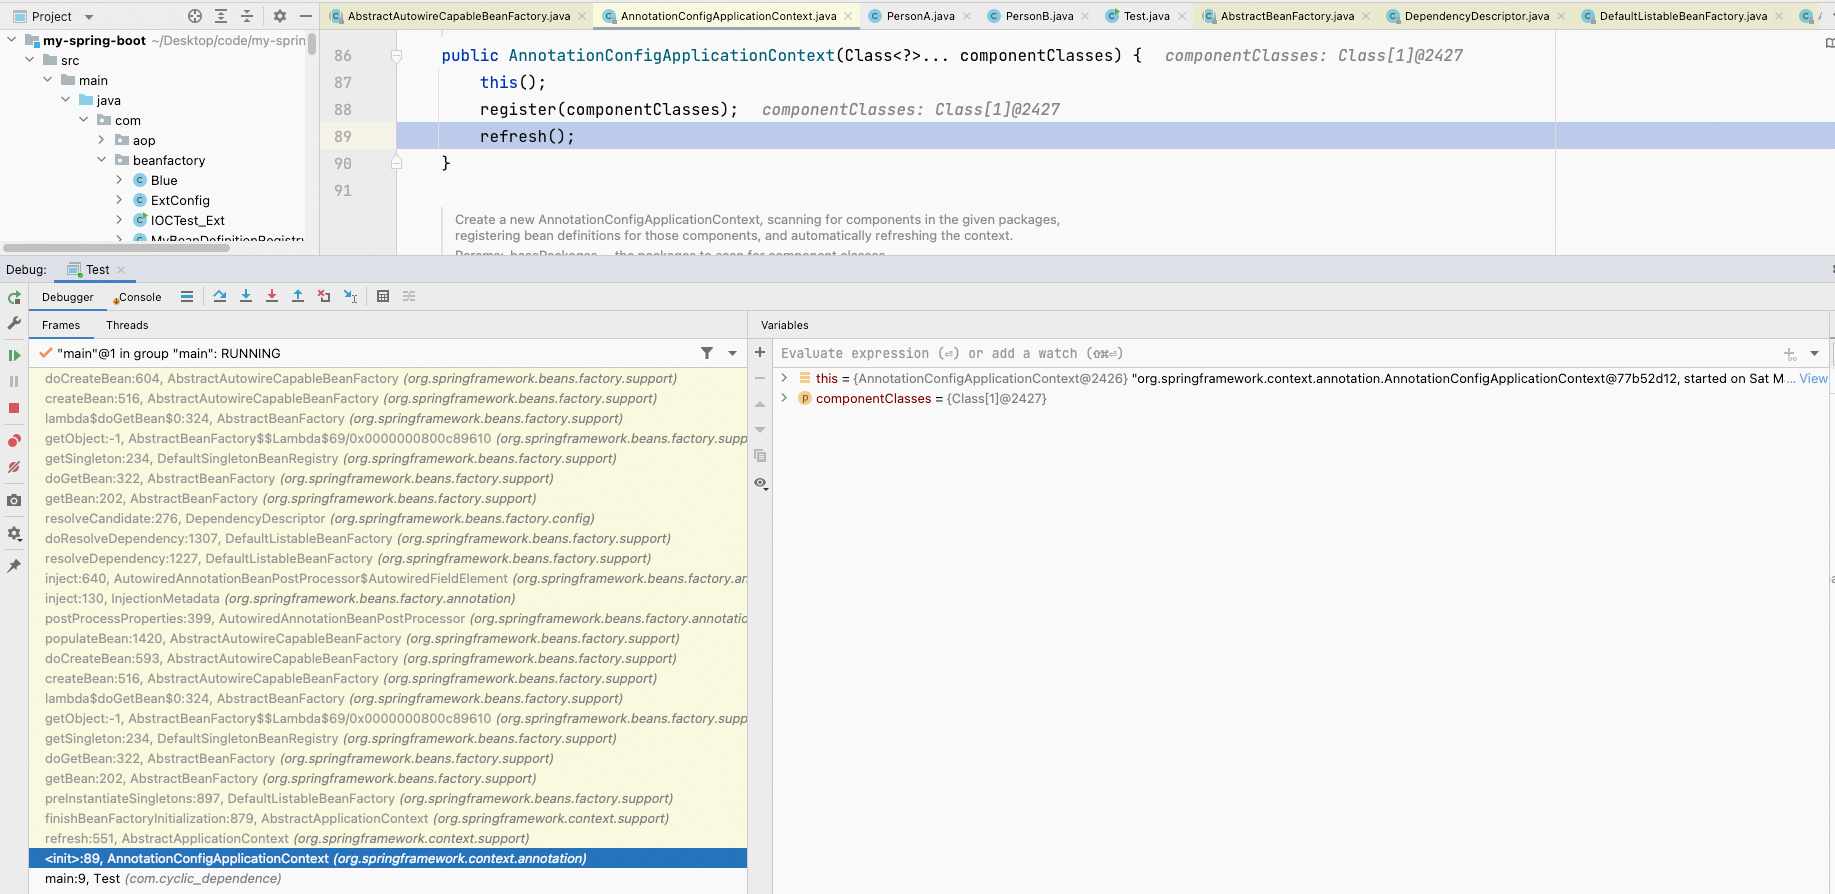 Project
AbstractAutowireCapableBeanFactory.java
AnnotationConfigApplicationContext.java
PersonA.java
PersonB.java
Test.java
AbstractBeanFactory.java
DependencyDescriptor.java
DefaultListableBeanFactory.java
my-spring-boot ~/Desktop/code/my-sprin
src
main
java
com
aop
beanfactory
Blue
ExtConfig
IOCTest_Ext
MyBeanDefinitionRegistry
86 public AnnotationConfigApplicationContext(Class<?>... componentClasses) { componentClasses: Class[1]@2427
87 this();
88 register(componentClasses); componentClasses: Class[1]@2427
89 refresh();
90 }
91
Create a new AnnotationConfigApplicationContext, scanning for components in the given packages,
registering bean definitions for those components, and automatically refreshing the context.
Params: basePackages – the packages to scan for component classes
Debug: Test
Debugger Console
Frames Threads
"main"@1 in group "main": RUNNING
doCreateBean:604, AbstractAutowireCapableBeanFactory (org.springframework.beans.factory.support)
createBean:516, AbstractAutowireCapableBeanFactory (org.springframework.beans.factory.support)
lambda$doGetBean$0:324, AbstractBeanFactory (org.springframework.beans.factory.support)
getObject:-1, AbstractBeanFactory$$Lambda$69/0x0000000800c89610 (org.springframework.beans.factory.supp
getSingleton:234, DefaultSingletonBeanRegistry (org.springframework.beans.factory.support)
doGetBean:322, AbstractBeanFactory (org.springframework.beans.factory.support)
getBean:202, AbstractBeanFactory (org.springframework.beans.factory.support)
resolveCandidate:276, DependencyDescriptor (org.springframework.beans.factory.config)
doResolveDependency:1307, DefaultListableBeanFactory (org.springframework.beans.factory.support)
resolveDependency:1227, DefaultListableBeanFactory (org.springframework.beans.factory.support)
inject:640, AutowiredAnnotationBeanPostProcessor$AutowiredFieldElement (org.springframework.beans.factory.an
inject:130, InjectionMetadata (org.springframework.beans.factory.annotation)
postProcessProperties:399, AutowiredAnnotationBeanPostProcessor (org.springframework.beans.factory.annotatio
populateBean:1420, AbstractAutowireCapableBeanFactory (org.springframework.beans.factory.support)
doCreateBean:593, AbstractAutowireCapableBeanFactory (org.springframework.beans.factory.support)
createBean:516, AbstractAutowireCapableBeanFactory (org.springframework.beans.factory.support)
lambda$doGetBean$0:324, AbstractBeanFactory (org.springframework.beans.factory.support)
getObject:-1, AbstractBeanFactory$$Lambda$69/0x0000000800c89610 (org.springframework.beans.factory.supp
getSingleton:234, DefaultSingletonBeanRegistry (org.springframework.beans.factory.support)
doGetBean:322, AbstractBeanFactory (org.springframework.beans.factory.support)
getBean:202, AbstractBeanFactory (org.springframework.beans.factory.support)
preInstantiateSingletons:897, DefaultListableBeanFactory (org.springframework.beans.factory.support)
finishBeanFactoryInitialization:879, AbstractApplicationContext (org.springframework.context.support)
refresh:551, AbstractApplicationContext (org.springframework.context.support)
<init>:89, AnnotationConfigApplicationContext (org.springframework.context.annotation)
main:9, Test (com.cyclic_dependence)
Variables
Evaluate expression (⏎) or add a watch (⇧⌘⏎)
this = {AnnotationConfigApplicationContext@2426} "org.springframework.context.annotation.AnnotationConfigApplicationContext@77b52d12, started on Sat M... View
componentClasses = {Class[1]@2427}